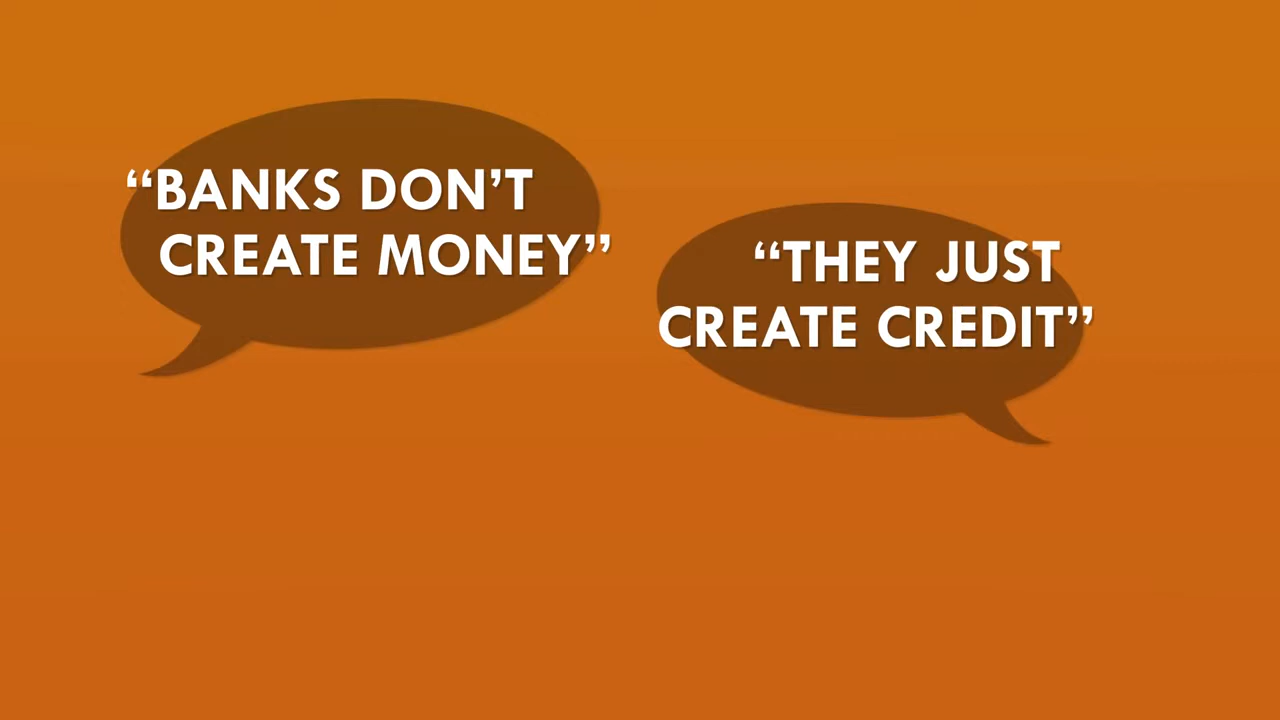 “BANKS DON’T
CREATE MONEY”
“THEY JUST
CREATE CREDIT”